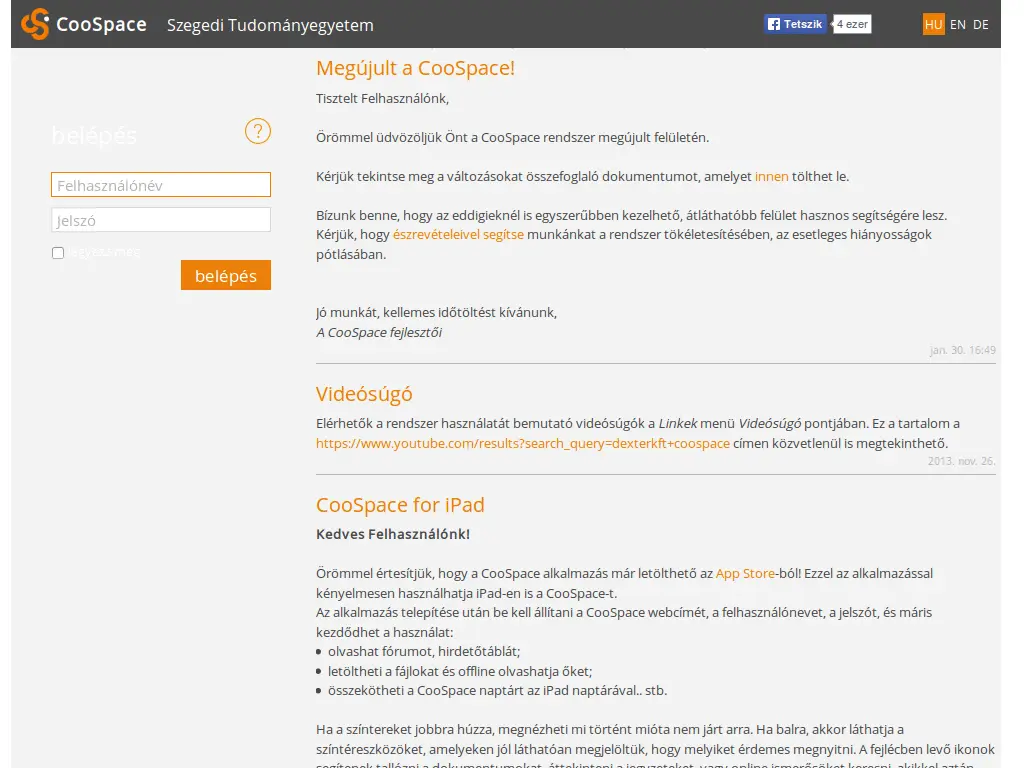 CooSpace Szegedi Tudományegyetem Tetszik 4 ezer HU EN DE
belépés ?
Felhasználónév
Jelszó
belépés
Megújult a CooSpace!
Tisztelt Felhasználónk,
Örömmel üdvözöljük Önt a CooSpace rendszer megújult felületén.
Kérjük tekintse meg a változásokat összefoglaló dokumentumot, amelyet innen tölthet le.
Bízunk benne, hogy az eddigieknél is egyszerűbben kezelhető, átláthatóbb felület hasznos segítségére lesz.
Kérjük, hogy észrevételeivel segítse munkánkat a rendszer tökéletesítésében, az esetleges hiányosságok
pótlásában.
Jó munkát, kellemes időtöltést kívánunk,
A CooSpace fejlesztői
jan. 30. 16:49
Videósúgó
Elérhetők a rendszer használatát bemutató videósúgók a Linkek menü Videósúgó pontjában. Ez a tartalom a
https://www.youtube.com/results?search_query=dexterkft+coospace címen közvetlenül is megtekinthető.
2013. nov. 26.
CooSpace for iPad
Kedves Felhasználónk!
Örömmel értesítjük, hogy a CooSpace alkalmazás már letölthető az App Store-ból! Ezzel az alkalmazással
kényelmesen használhatja iPad-en is a CooSpace-t.
Az alkalmazás telepítése után be kell állítani a CooSpace webcímét, a felhasználónevet, a jelszót, és máris
kezdődhet a használat:
• olvashat fórumot, hirdetőtáblát;
• letöltheti a fájlokat és offline olvashatja őket;
• összekötheti a CooSpace naptárt az iPad naptárával.. stb.
Ha a színtereket jobbra húzza, megnézheti mi történt mióta nem járt arra. Ha balra, akkor láthatja a
színtéreszközöket, amelyeken jól láthatóan megjelöltük, hogy melyiket érdemes megnyitni. A fejlécben levő ikonok